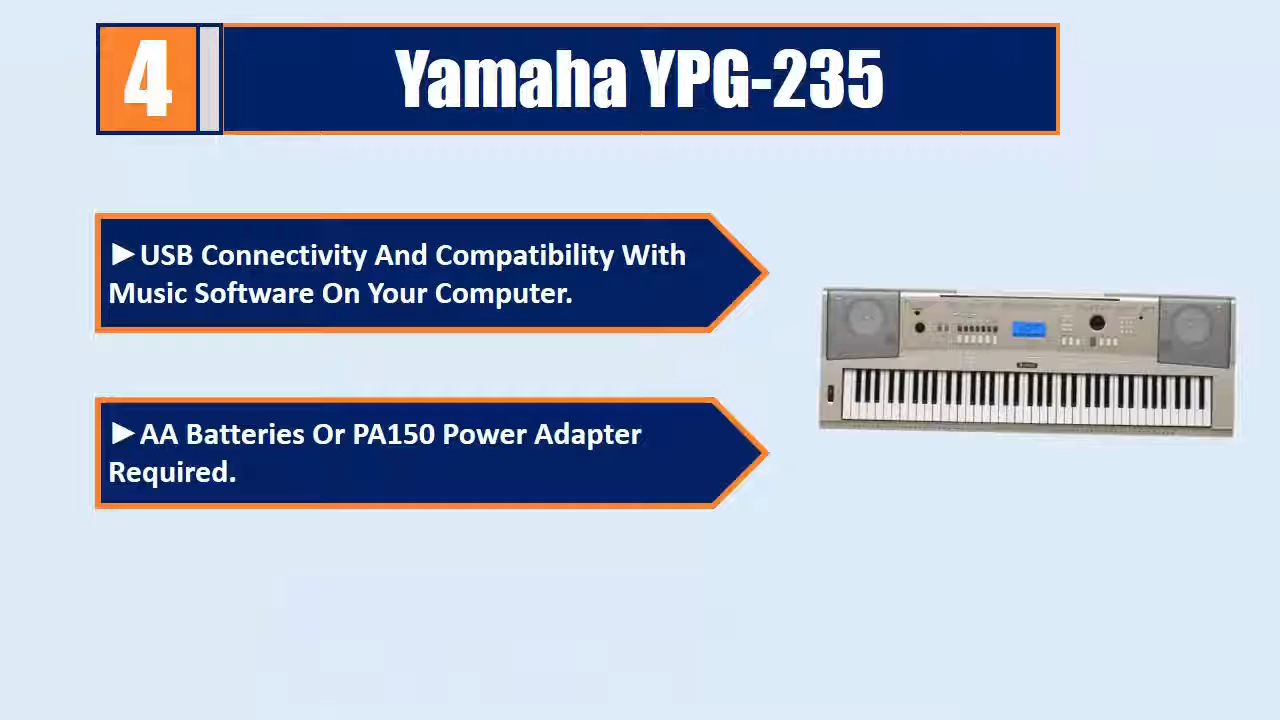 4
Yamaha YPG-235
►USB Connectivity And Compatibility With
Music Software On Your Computer.
►AA Batteries Or PA150 Power Adapter
Required.